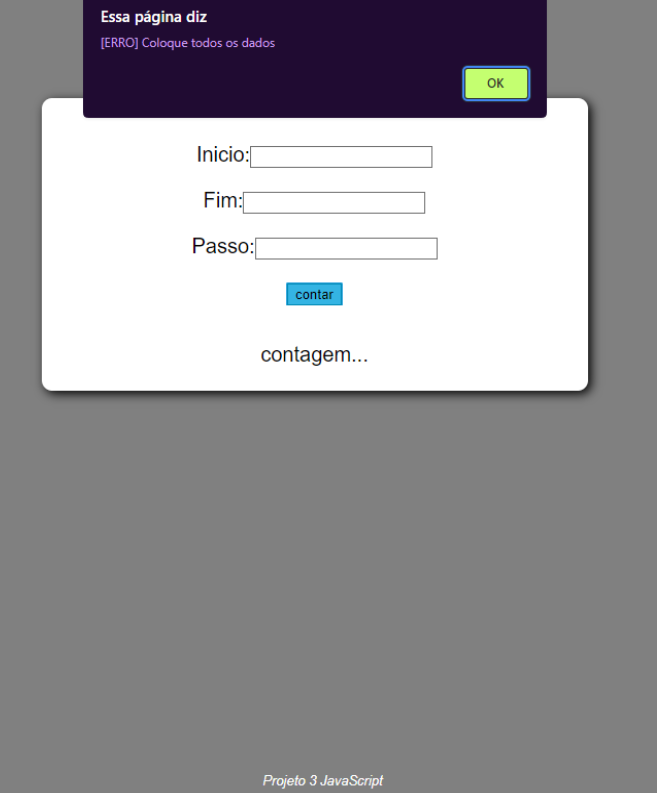 Essa página diz
[ERRO] Coloque todos os dados
OK
Inicio:
Fim:
Passo:
contar
contagem...
Projeto 3 JavaScript